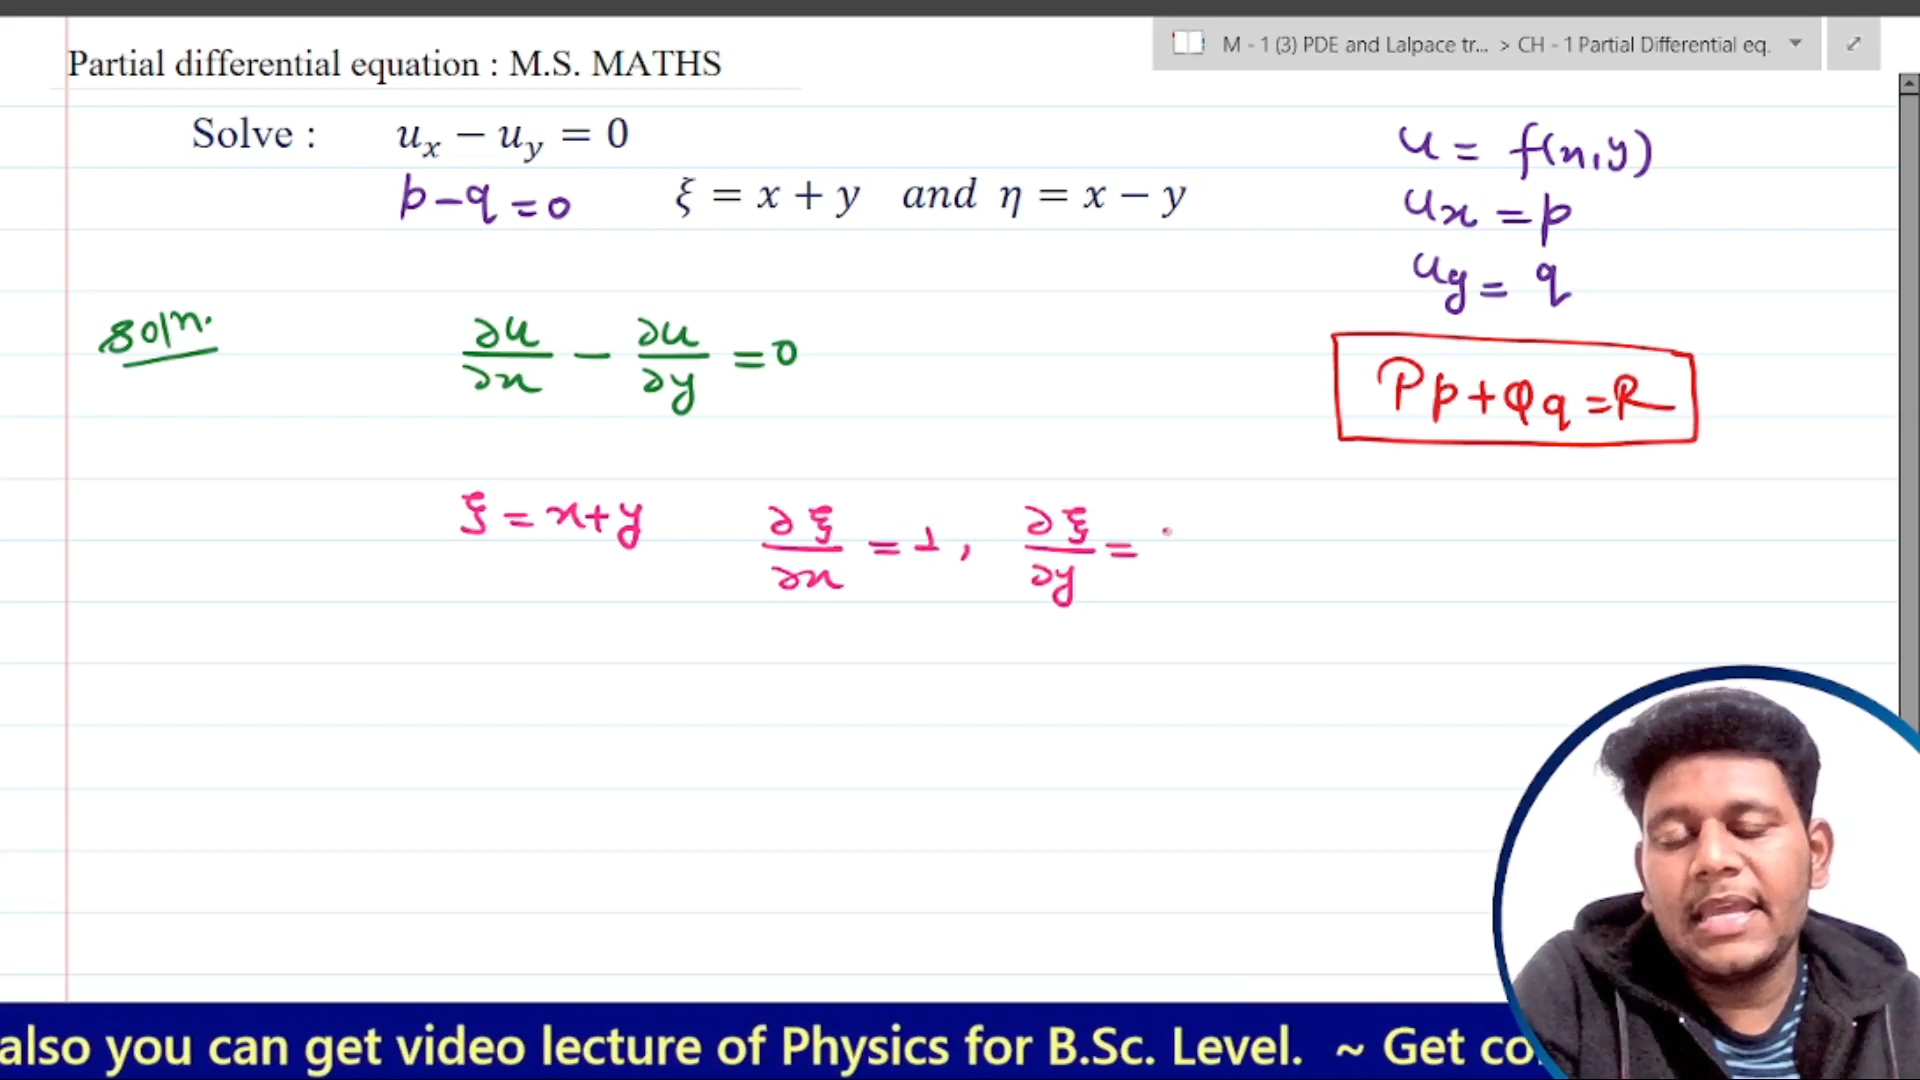 M - 1 (3) PDE and Lalpace tr... > CH - 1 Partial Differential eq.
Partial differential equation : M.S. MATHS
Solve : u_x − u_y = 0
p − q = 0
ξ = x + y and η = x − y
u = f(x,y)
u_x = p
u_y = q
Pp + Qq = R
Soln.
∂u/∂x − ∂u/∂y = 0
ξ = x+y ∂ξ/∂x = 1, ∂ξ/∂y =
also you can get video lecture of Physics for B.Sc. Level. ~ Get co